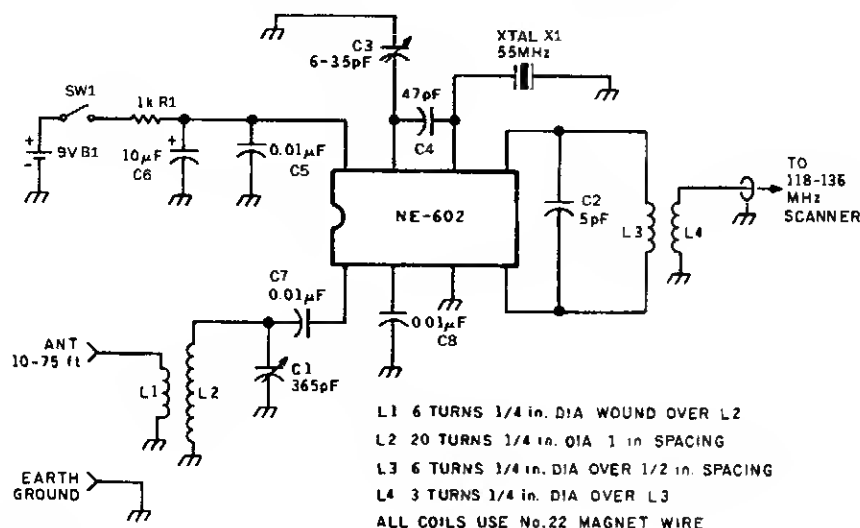 C3
6-35pF
XTAL X1
55MHz
SW1
1k R1
47pF
C4
+
9V B1
-
+
10µF
C6
0.01µF
C5
NE-602
C2
5pF
L3
L4
TO
118-136
MHz
SCANNER
C7
0.01µF
0.01µF
C8
ANT
10-75 ft
L1
L2
C1
365pF
EARTH
GROUND
L1 6 TURNS 1/4 in. DIA WOUND OVER L2
L2 20 TURNS 1/4 in. DIA 1 in SPACING
L3 6 TURNS 1/4 in. DIA OVER 1/2 in. SPACING
L4 3 TURNS 1/4 in. DIA OVER L3
ALL COILS USE No.22 MAGNET WIRE